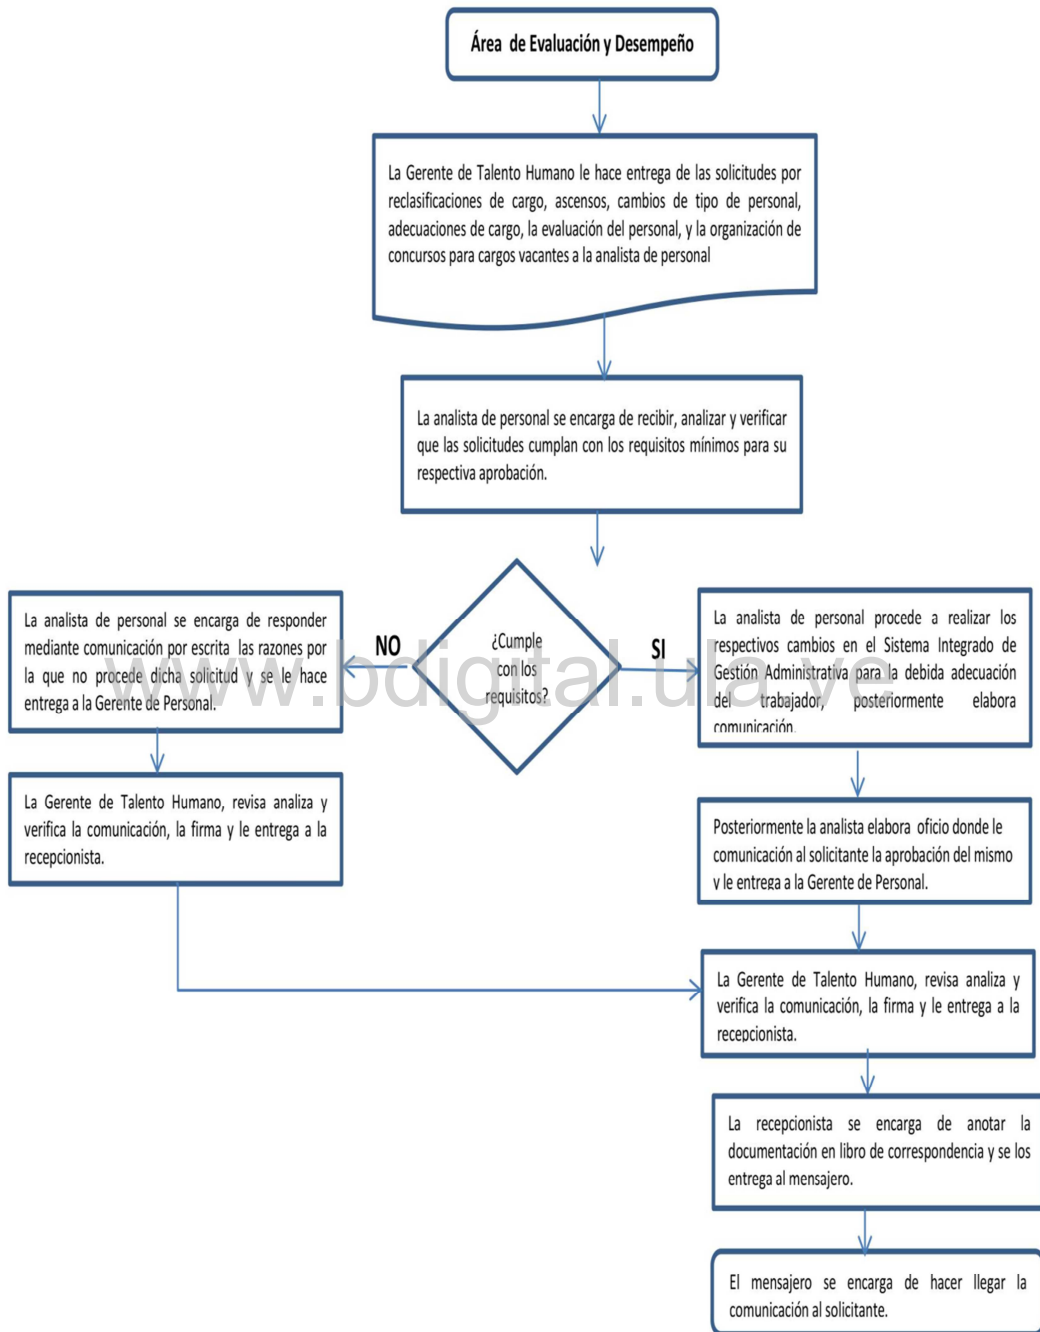 Área de Evaluación y Desempeño
La Gerente de Talento Humano le hace entrega de las solicitudes por
reclasificaciones de cargo, ascensos, cambios de tipo de personal,
adecuaciones de cargo, la evaluación del personal, y la organización de
concursos para cargos vacantes a la analista de personal
La analista de personal se encarga de recibir, analizar y verificar
que las solicitudes cumplan con los requisitos mínimos para su
respectiva aprobación.
¿Cumple
con los
requisitos?
NO
La analista de personal se encarga de responder
mediante comunicación por escrita las razones por
la que no procede dicha solicitud y se le hace
entrega a la Gerente de Personal.
La Gerente de Talento Humano, revisa analiza y
verifica la comunicación, la firma y le entrega a la
recepcionista.
SI
La analista de personal procede a realizar los
respectivos cambios en el Sistema Integrado de
Gestión Administrativa para la debida adecuación
del trabajador, posteriormente elabora
comunicación.
Posteriormente la analista elabora oficio donde le
comunicación al solicitante la aprobación del mismo
y le entrega a la Gerente de Personal.
La Gerente de Talento Humano, revisa analiza y
verifica la comunicación, la firma y le entrega a la
recepcionista.
La recepcionista se encarga de anotar la
documentación en libro de correspondencia y se los
entrega al mensajero.
El mensajero se encarga de hacer llegar la
comunicación al solicitante.
www.bdigital.ula.ve